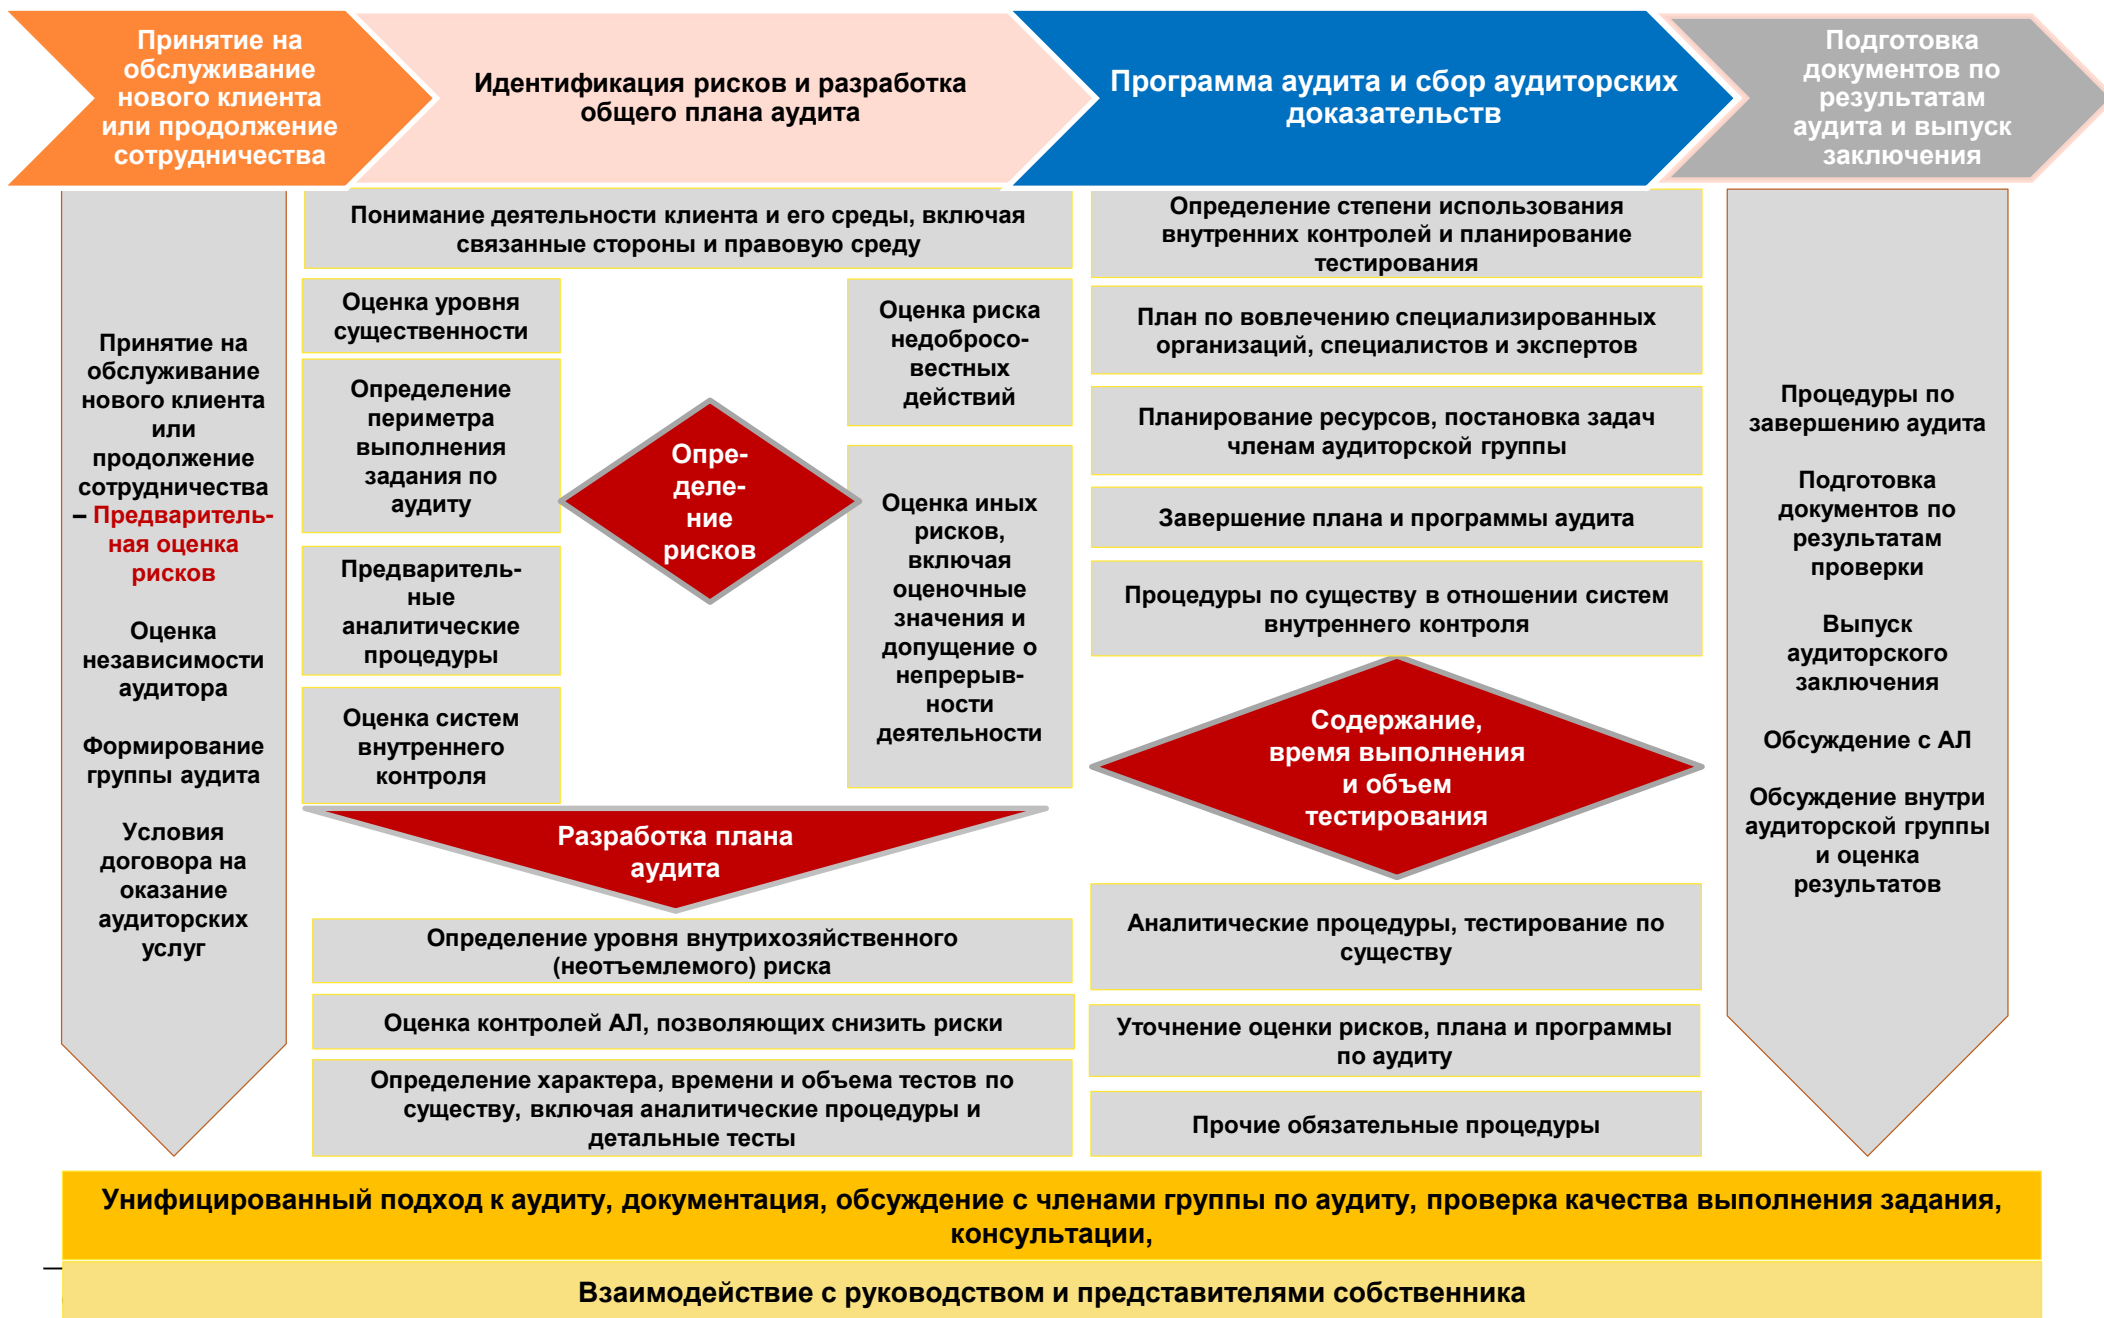 Принятие на
обслуживание
нового клиента
или продолжение
сотрудничества
Идентификация рисков и разработка
общего плана аудита
Программа аудита и сбор аудиторских
доказательств
Подготовка
документов по
результатам
аудита и выпуск
заключения
Принятие на
обслуживание
нового клиента
или
продолжение
сотрудничества
– Предваритель-
ная оценка
рисков
Оценка
независимости
аудитора
Формирование
группы аудита
Условия
договора на
оказание
аудиторских
услуг
Понимание деятельности клиента и его среды, включая
связанные стороны и правовую среду
Оценка уровня
существенности
Определение
периметра
выполнения
задания по
аудиту
Предваритель-
ные
аналитические
процедуры
Оценка систем
внутреннего
контроля
Опре-
деле-
ние
рисков
Оценка риска
недобросо-
вестных
действий
Оценка иных
рисков,
включая
оценочные
значения и
допущение о
непрерыв-
ности
деятельности
Разработка плана
аудита
Определение уровня внутрихозяйственного
(неотъемлемого) риска
Оценка контролей АЛ, позволяющих снизить риски
Определение характера, времени и объема тестов по
существу, включая аналитические процедуры и
детальные тесты
Определение степени использования
внутренних контролей и планирование
тестирования
План по вовлечению специализированных
организаций, специалистов и экспертов
Планирование ресурсов, постановка задач
членам аудиторской группы
Завершение плана и программы аудита
Процедуры по существу в отношении систем
внутреннего контроля
Содержание,
время выполнения
и объем
тестирования
Аналитические процедуры, тестирование по
существу
Уточнение оценки рисков, плана и программы
по аудиту
Прочие обязательные процедуры
Процедуры по
завершению аудита
Подготовка
документов по
результатам
проверки
Выпуск
аудиторского
заключения
Обсуждение с АЛ
Обсуждение внутри
аудиторской группы
и оценка
результатов
Унифицированный подход к аудиту, документация, обсуждение с членами группы по аудиту, проверка качества выполнения задания,
консультации,
Взаимодействие с руководством и представителями собственника